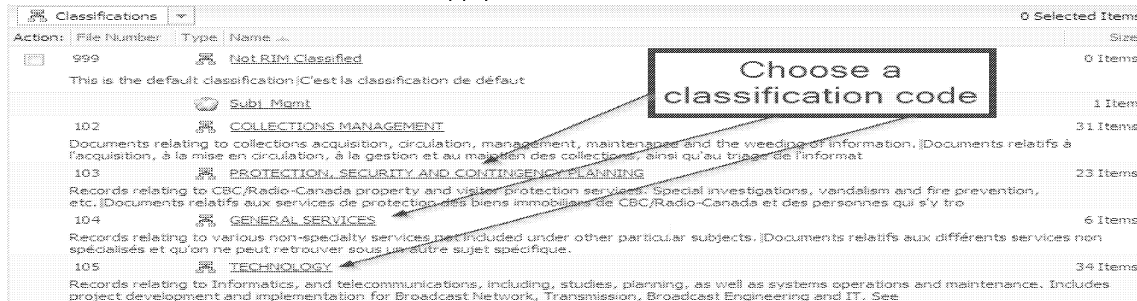 Classifications
0 Selected Items
Action: File Number Type Name Size
999 Not RIM Classified 0 Items
This is the default classification|C'est la classification de défaut
Choose a
classification code
Subj_Mgmt 1 Item
102 COLLECTIONS MANAGEMENT 31 Items
Documents relating to collections acquisition, circulation, management, maintenance and the weeding of information. |Documents relatifs à
l'acquisition, à la mise en circulation, à la gestion et au maintien des collections, ainsi qu'au triage de l'informat
103 PROTECTION, SECURITY AND CONTINGENCY PLANNING 23 Items
Records relating to CBC/Radio-Canada property and visitor protection services. Special investigations, vandalism and fire prevention,
etc. |Documents relatifs aux services de protection des biens immobiliers de CBC/Radio-Canada et des personnes qui s'y tro
104 GENERAL SERVICES 6 Items
Records relating to various non-specialty services not included under other particular subjects. |Documents relatifs aux différents services non
spécialisés et qu'on ne peut retrouver sous un autre sujet spécifique.
105 TECHNOLOGY 34 Items
Records relating to Informatics, and telecommunications, including, studies, planning, as well as systems operations and maintenance. Includes
project development and implementation for Broadcast Network, Transmission, Broadcast Engineering and IT. See